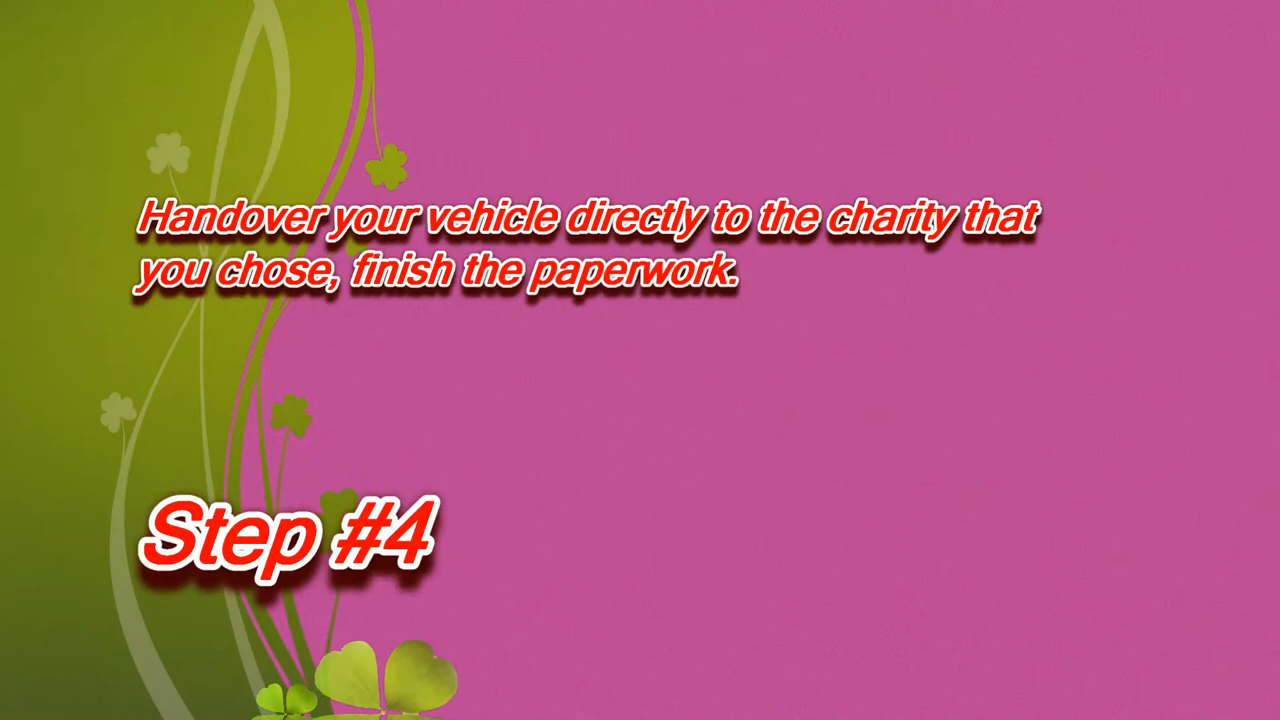 Handover your vehicle directly to the charity that
you chose, finish the paperwork.
Step #4